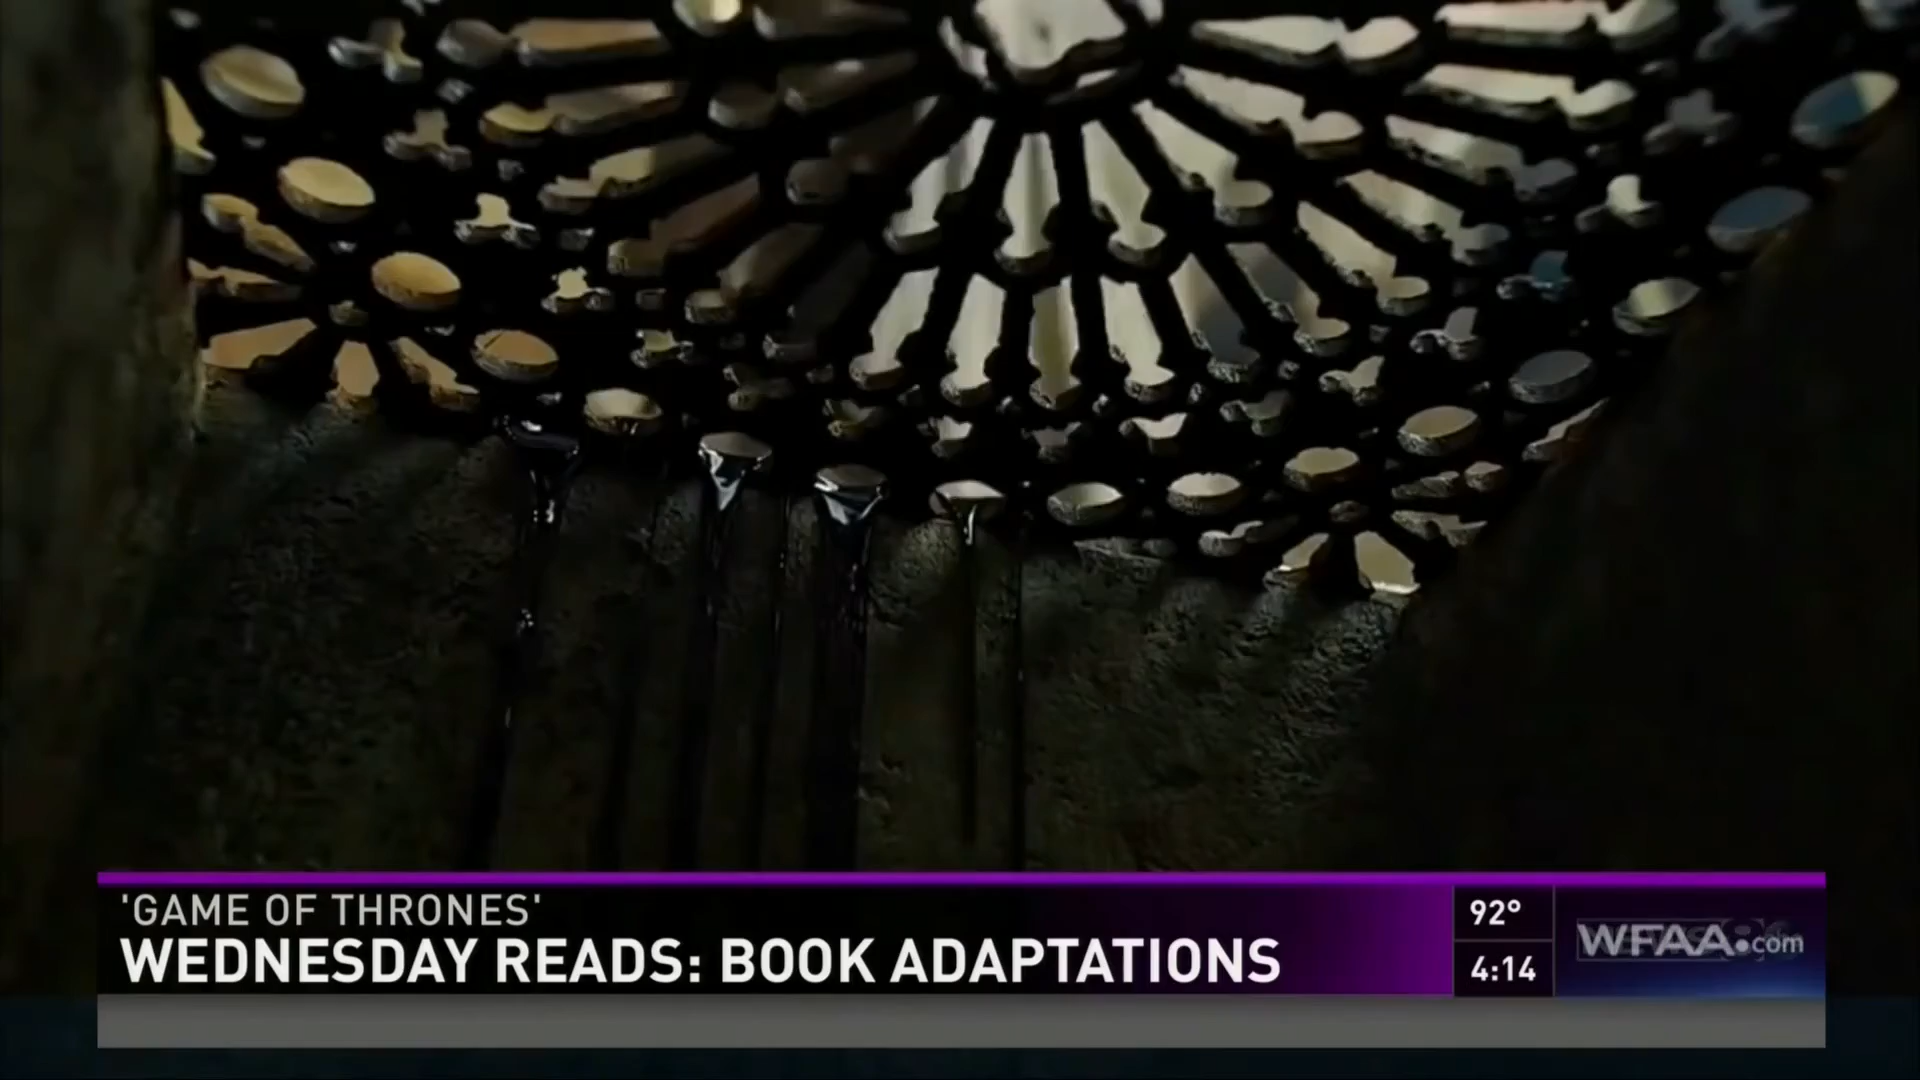 'GAME OF THRONES'
WEDNESDAY READS: BOOK ADAPTATIONS
92°
4:14
WFAA.com